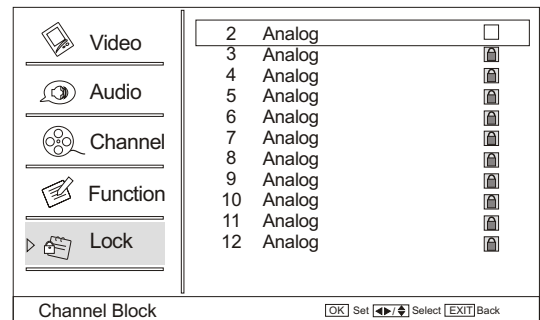 Video
Audio
Channel
Function
Lock
2 Analog
3 Analog
4 Analog
5 Analog
6 Analog
7 Analog
8 Analog
9 Analog
10 Analog
11 Analog
12 Analog
Channel Block
OK Set ◀▶/▲▼ Select EXIT Back